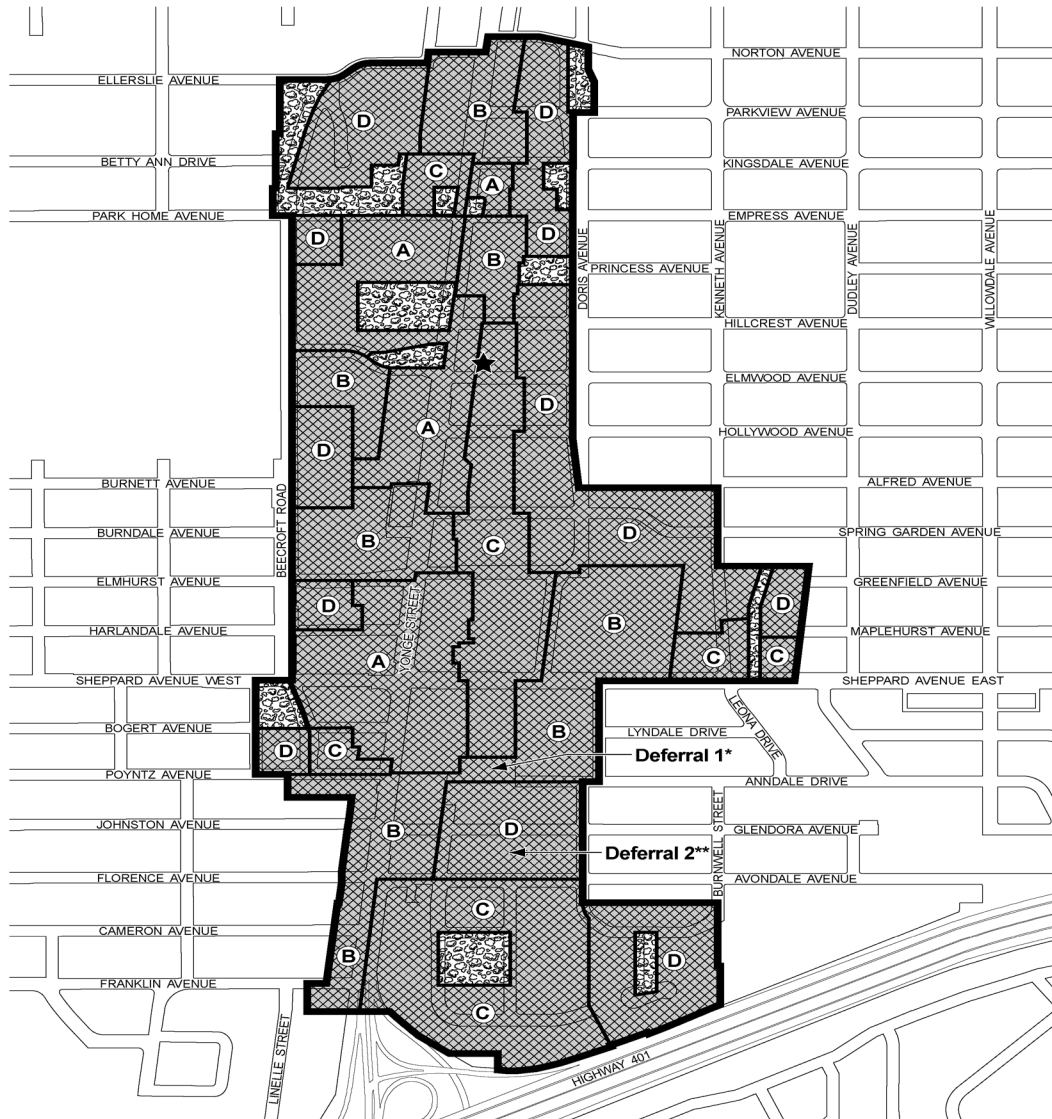 NORTON AVENUE
ELLERSLIE AVENUE
B
D
D
PARKVIEW AVENUE
BETTY ANN DRIVE
C
A
KINGSDALE AVENUE
PARK HOME AVENUE
EMPRESS AVENUE
D
A
B
D
DORIS AVENUE
PRINCESS AVENUE
KENNETH AVENUE
DUDLEY AVENUE
WILLOWDALE AVENUE
HILLCREST AVENUE
B
ELMWOOD AVENUE
D
D
A
HOLLYWOOD AVENUE
BURNETT AVENUE
BEECROFT ROAD
ALFRED AVENUE
BURNDALE AVENUE
B
C
D
SPRING GARDEN AVENUE
ELMHURST AVENUE
GREENFIELD AVENUE
D
YONGE STREET
B
D
HARLANDALE AVENUE
MAPLEHURST AVENUE
A
C
C
SHEPPARD AVENUE WEST
SHEPPARD AVENUE EAST
B
LEONA DRIVE
BOGERT AVENUE
LYNDALE DRIVE
D
C
Deferral 1*
POYNTZ AVENUE
ANNDALE DRIVE
JOHNSTON AVENUE
B
D
BURNWELL STREET
GLENDORA AVENUE
Deferral 2**
FLORENCE AVENUE
AVONDALE AVENUE
C
CAMERON AVENUE
B
D
FRANKLIN AVENUE
C
LINELLE STREET
HIGHWAY 401